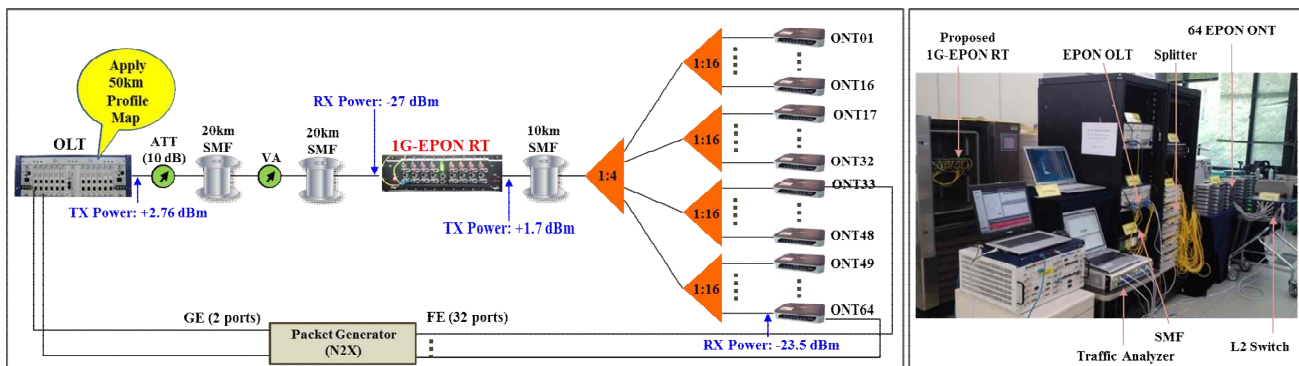 Apply
50km
Profile
Map
OLT
ATT
(10 dB)
20km
SMF
VA
20km
SMF
RX Power: -27 dBm
1G-EPON RT
10km
SMF
TX Power: +2.76 dBm
TX Power: +1.7 dBm
1:4
1:16
1:16
1:16
1:16
ONT01
ONT16
ONT17
ONT32
ONT33
ONT48
ONT49
ONT64
GE (2 ports)
FE (32 ports)
Packet Generator
(N2X)
RX Power: -23.5 dBm
Proposed
1G-EPON RT
EPON OLT
Splitter
64 EPON ONT
SMF
Traffic Analyzer
L2 Switch